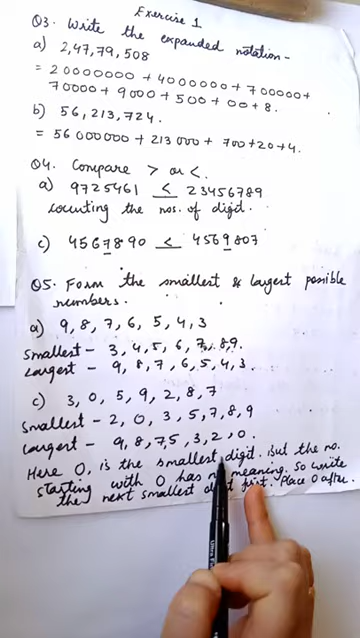 Exercise 1
Q3. Write the expanded notation-
a) 2,47,79,508
= 20000000 + 4000000 + 700000+
70000 + 9000 + 500 + 00 + 8.
b) 56,213,724.
= 56000000 + 213000 + 700+20+4.
Q4. Compare > or <.
a) 9725461 < 23456789
counting the nos. of digit.
c) 4567890 < 4569807
Q5. Form the smallest & largest possible
numbers.
a) 9, 8, 7, 6, 5, 4, 3
Smallest - 3, 4, 5, 6, 7, 8, 9.
Largest - 9, 8, 7, 6, 5, 4, 3.
c) 3, 0, 5, 9, 2, 8, 7
Smallest - 2, 0, 3, 5, 7, 8, 9
Largest - 9, 8, 7, 5, 3, 2, 0.
Here 0, is the smallest digit. But the no.
starting with 0 has no meaning. So write
the next smallest digit first. Place 0 after.